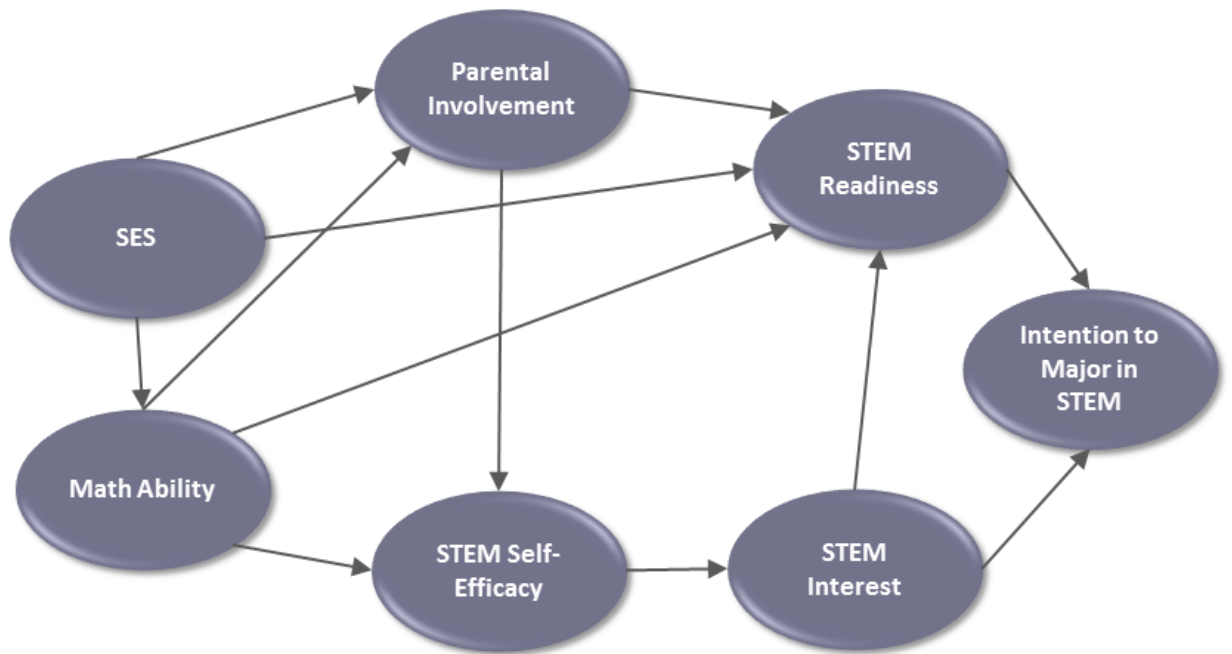 Parental
Involvement
STEM
Readiness
SES
Intention to
Major in
STEM
Math Ability
STEM Self-
Efficacy
STEM
Interest